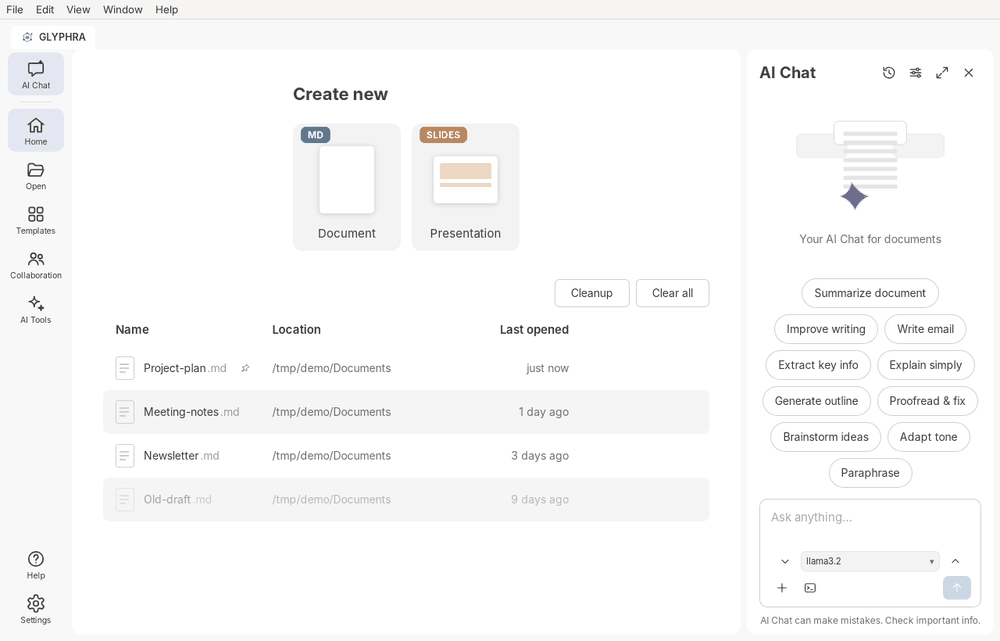 File Edit View Window Help
GLYPHRA
AI Chat
Home
Open
Templates
Collaboration
AI Tools
Help
Settings
Create new
MD
Document
SLIDES
Presentation
Cleanup Clear all
Name Location Last opened
Project-plan.md /tmp/demo/Documents just now
Meeting-notes.md /tmp/demo/Documents 1 day ago
Newsletter.md /tmp/demo/Documents 3 days ago
Old-draft.md /tmp/demo/Documents 9 days ago
AI Chat
Your AI Chat for documents
Summarize document
Improve writing Write email
Extract key info Explain simply
Generate outline Proofread & fix
Brainstorm ideas Adapt tone
Paraphrase
Ask anything...
llama3.2
AI Chat can make mistakes. Check important info.